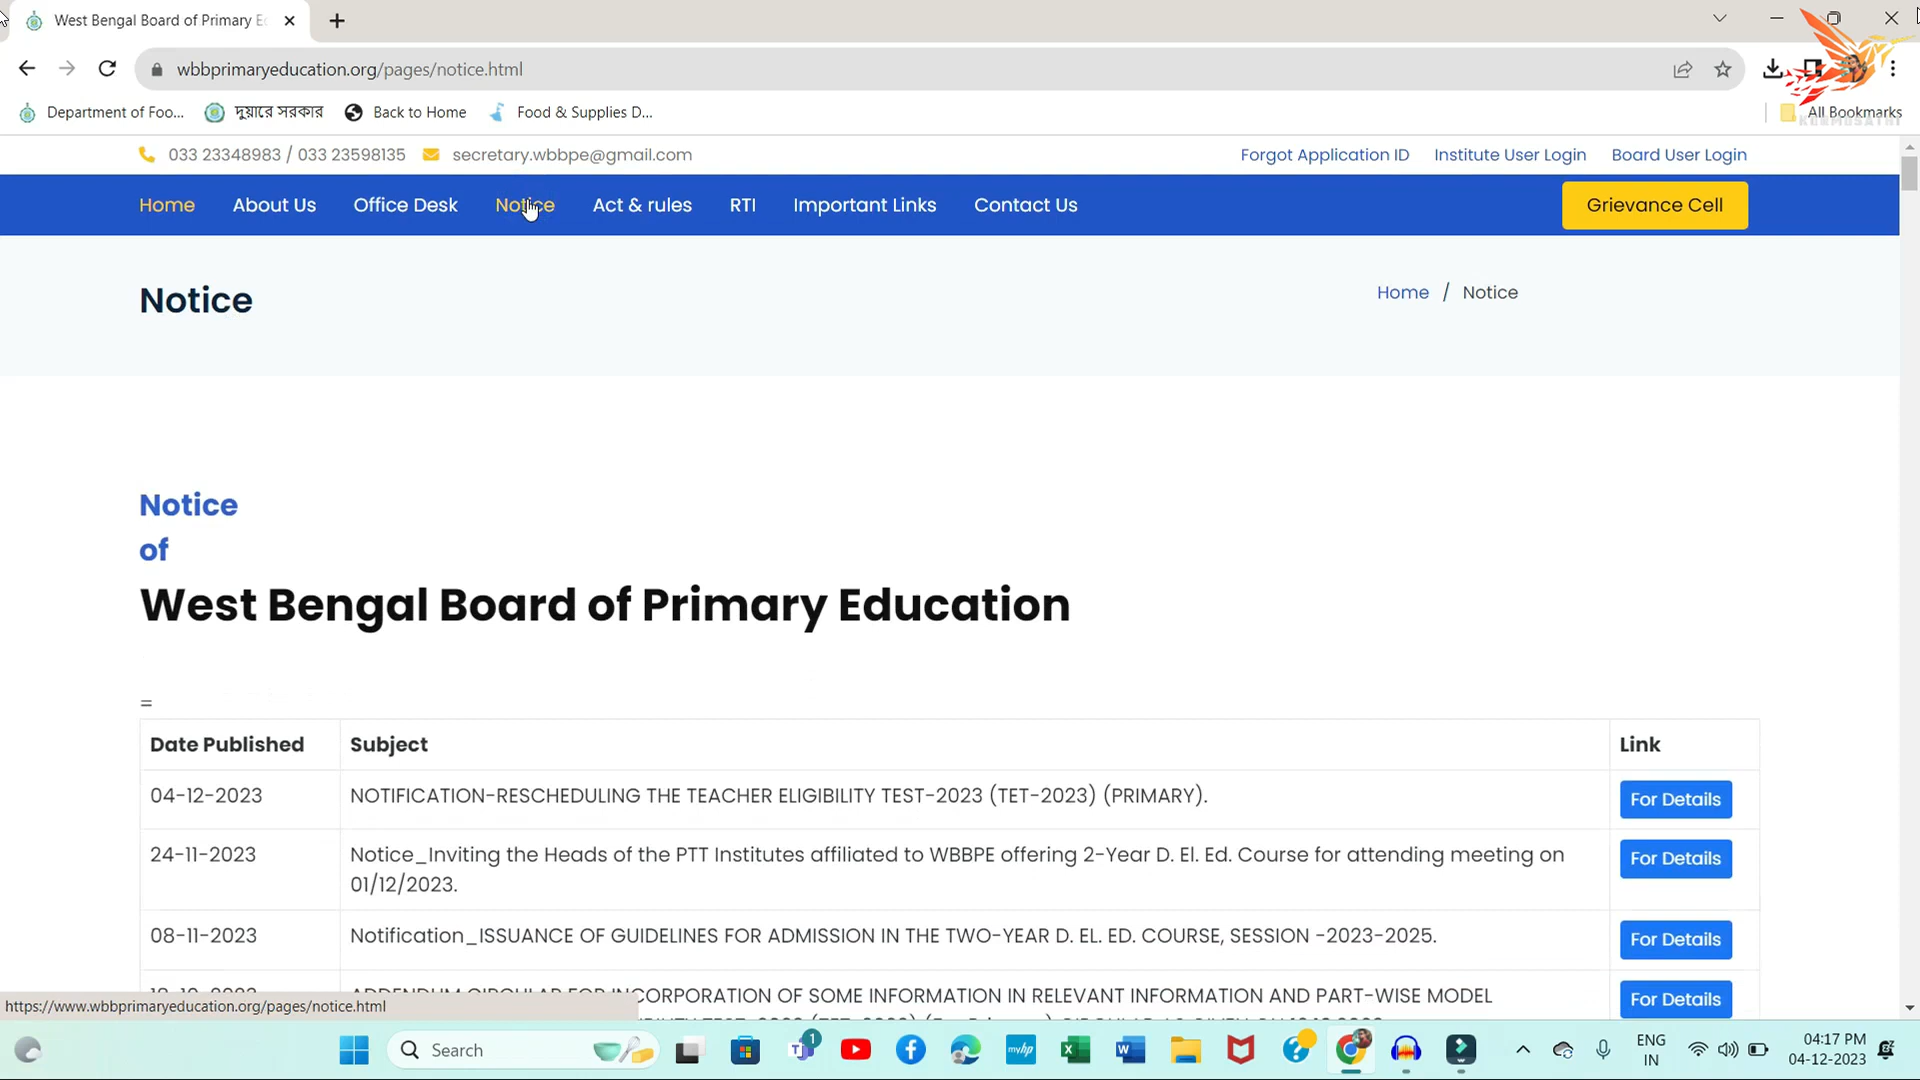 West Bengal Board of Primary E
wbbprimaryeducation.org/pages/notice.html
Department of Foo... দুয়ারে সরকার Back to Home Food & Supplies D... All Bookmarks
033 23348983 / 033 23598135 secretary.wbbpe@gmail.com Forgot Application ID Institute User Login Board User Login
Home About Us Office Desk Notice Act & rules RTI Important Links Contact Us Grievance Cell
Notice Home / Notice
Notice
of
West Bengal Board of Primary Education
=
Date Published Subject Link
04-12-2023 NOTIFICATION-RESCHEDULING THE TEACHER ELIGIBILITY TEST-2023 (TET-2023) (PRIMARY). For Details
24-11-2023 Notice_Inviting the Heads of the PTT Institutes affiliated to WBBPE offering 2-Year D. El. Ed. Course for attending meeting on For Details
01/12/2023.
08-11-2023 Notification_ISSUANCE OF GUIDELINES FOR ADMISSION IN THE TWO-YEAR D. EL. ED. COURSE, SESSION -2023-2025. For Details
INCORPORATION OF SOME INFORMATION IN RELEVANT INFORMATION AND PART-WISE MODEL For Details
https://www.wbbprimaryeducation.org/pages/notice.html
Search 1 myhp ENG 04:17 PM
IN 04-12-2023